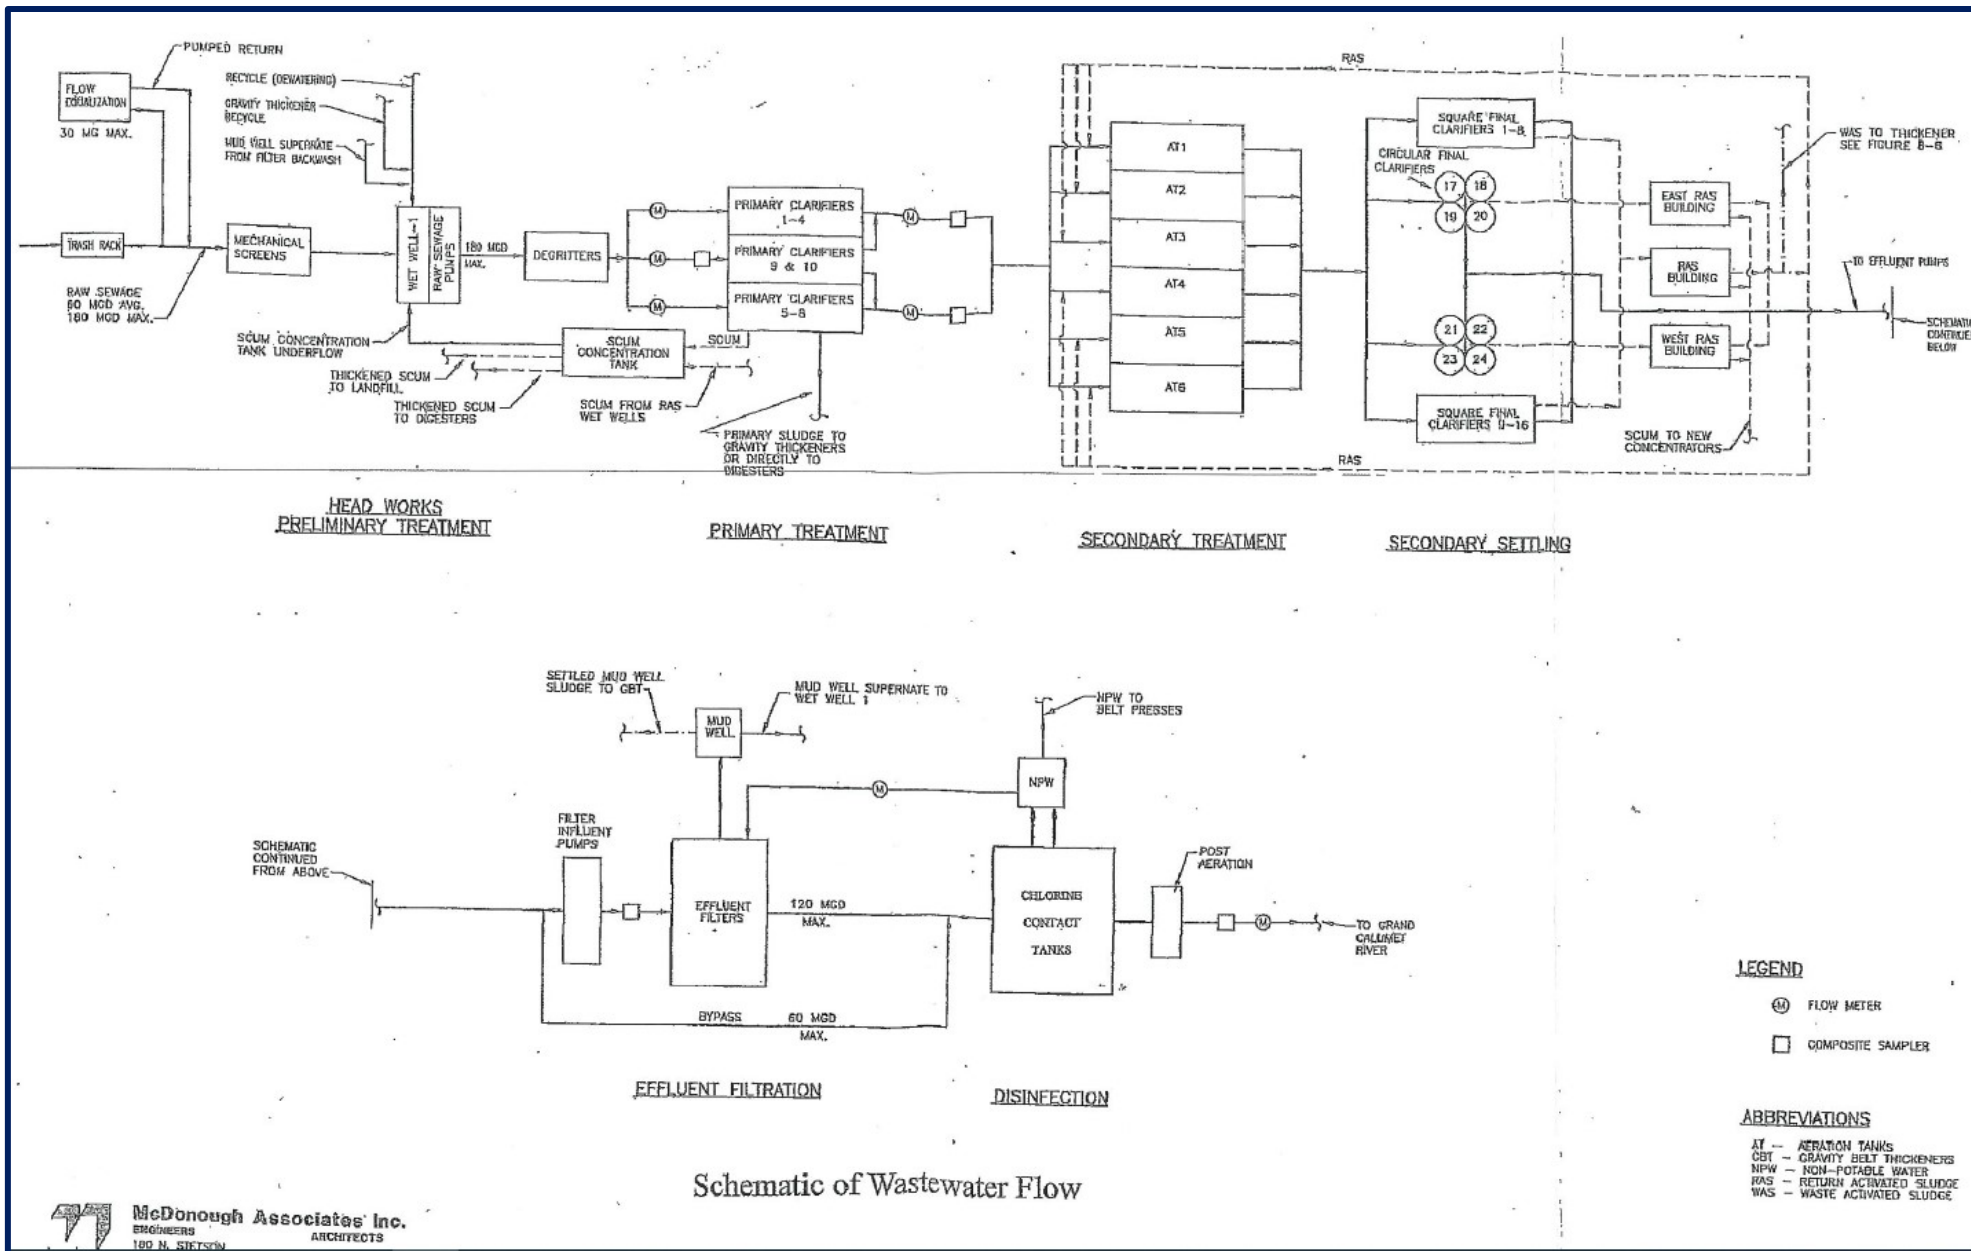 PUMPED RETURN
FLOW
EQUALIZATION
30 MG MAX.
RECYCLE (DEWATERING)
GRAVITY THICKENER
RECYCLE
MUD WELL SUPERNATE
FROM FILTER BACKWASH
TRASH RACK
RAW SEWAGE
60 MGD AVG.
180 MGD MAX.
MECHANICAL
SCREENS
WET WELL-1
RAW SEWAGE
PUMPS
180 MGD
MAX.
SCUM CONCENTRATION
TANK UNDERFLOW
DEGRITTERS
M
M
M
PRIMARY CLARIFIERS
1-4
PRIMARY CLARIFIERS
9 & 10
PRIMARY CLARIFIERS
5-8
M
M
SCUM
SCUM
CONCENTRATION
TANK
THICKENED SCUM
TO LANDFILL
THICKENED SCUM
TO DIGESTERS
SCUM FROM RAS
WET WELLS
PRIMARY SLUDGE TO
GRAVITY THICKENERS
OR DIRECTLY TO
DIGESTERS
RAS
AT1
AT2
AT3
AT4
AT5
AT6
SQUARE FINAL
CLARIFIERS 1-8
CIRCULAR FINAL
CLARIFIERS
17 18
19 20
21 22
23 24
SQUARE FINAL
CLARIFIERS 9-16
RAS
EAST RAS
BUILDING
RAS
BUILDING
WEST RAS
BUILDING
SCUM TO NEW
CONCENTRATORS
WAS TO THICKENER
SEE FIGURE 8-6
TO EFFLUENT PUMPS
SCHEMATIC
CONTINUED
BELOW
HEAD WORKS
PRELIMINARY TREATMENT
PRIMARY TREATMENT
SECONDARY TREATMENT
SECONDARY SETTLING
SETTLED MUD WELL
SLUDGE TO GBT
MUD
WELL
MUD WELL SUPERNATE TO
WET WELL 1
NPW TO
BELT PRESSES
NPW
M
FILTER
INFLUENT
PUMPS
SCHEMATIC
CONTINUED
FROM ABOVE
EFFLUENT
FILTERS
120 MGD
MAX.
BYPASS 60 MGD
MAX.
CHLORINE
CONTACT
TANKS
POST
AERATION
M
TO GRAND
CALUMET
RIVER
EFFLUENT FILTRATION
DISINFECTION
LEGEND
M FLOW METER
COMPOSITE SAMPLER
ABBREVIATIONS
AT - AERATION TANKS
GBT - GRAVITY BELT THICKENERS
NPW - NON-POTABLE WATER
RAS - RETURN ACTIVATED SLUDGE
WAS - WASTE ACTIVATED SLUDGE
Schematic of Wastewater Flow
McDonough Associates Inc.
ENGINEERS
ARCHITECTS
180 N. STETSON